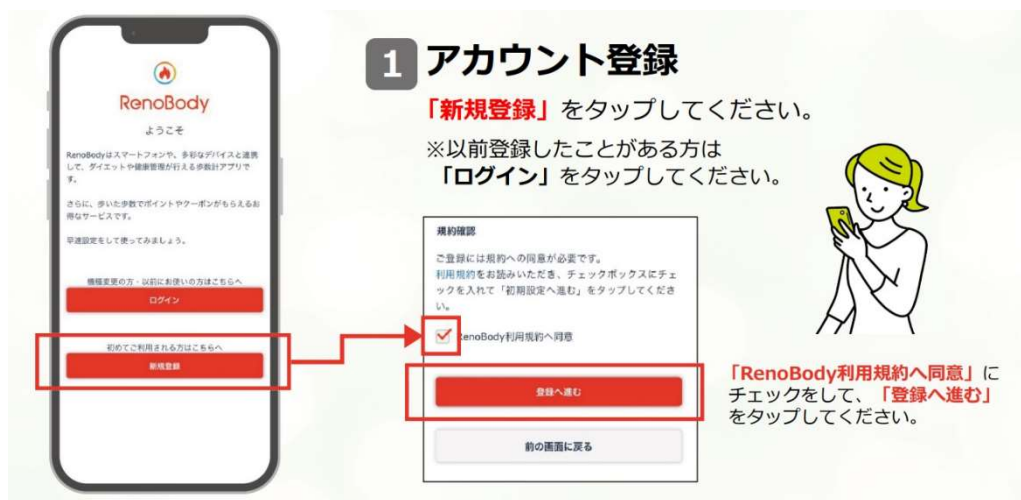 RenoBody
ようこそ
RenoBodyはスマートフォンや、多彩なデバイスと連携
して、ダイエットや健康管理が行える歩数計アプリで
す。
さらに、歩いた歩数でポイントやクーポンがもらえるお
得なサービスです。
早速設定をして使ってみましょう。
機種変更の方・以前にお使いの方はこちらへ
ログイン
初めてご利用される方はこちらへ
新規登録
1 アカウント登録
「新規登録」をタップしてください。
※以前登録したことがある方は
「ログイン」をタップしてください。
規約確認
ご登録には規約への同意が必要です。
利用規約をお読みいただき、チェックボックスにチェ
ックを入れて「初期設定へ進む」をタップしてくださ
い。
RenoBody利用規約へ同意
登録へ進む
前の画面に戻る
「RenoBody利用規約へ同意」に
チェックをして、「登録へ進む」
をタップしてください。